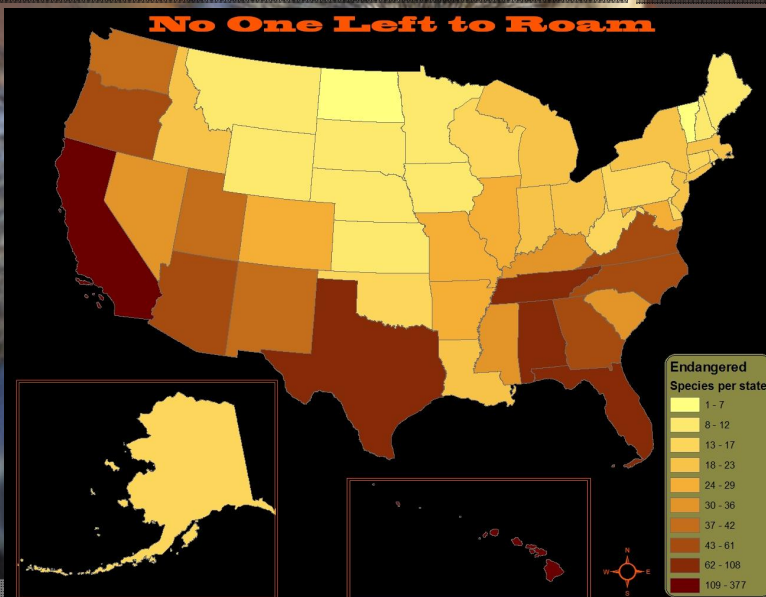 No One Left to Roam
Endangered
Species per state
1 - 7
8 - 12
13 - 17
18 - 23
24 - 29
30 - 36
37 - 42
43 - 61
62 - 108
109 - 377
N
W E
S